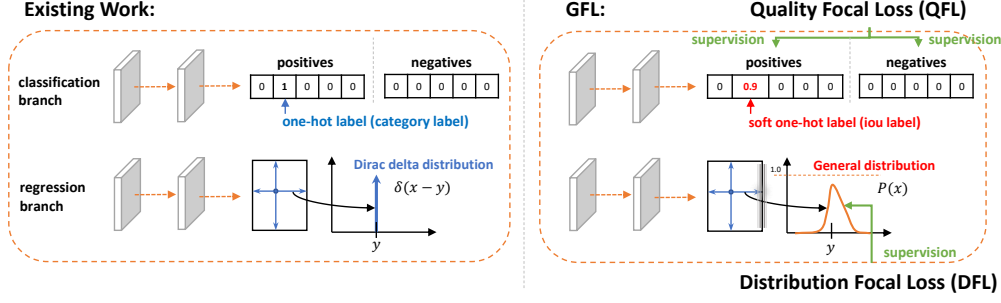 Existing Work:
classification
branch
positives
negatives
0 1 0 0 0
0 0 0 0 0
one-hot label (category label)
regression
branch
Dirac delta distribution
δ(x − y)
y
GFL:
Quality Focal Loss (QFL)
supervision
supervision
positives
negatives
0 0.9 0 0 0
0 0 0 0 0
soft one-hot label (iou label)
General distribution
1.0
P(x)
y
supervision
Distribution Focal Loss (DFL)